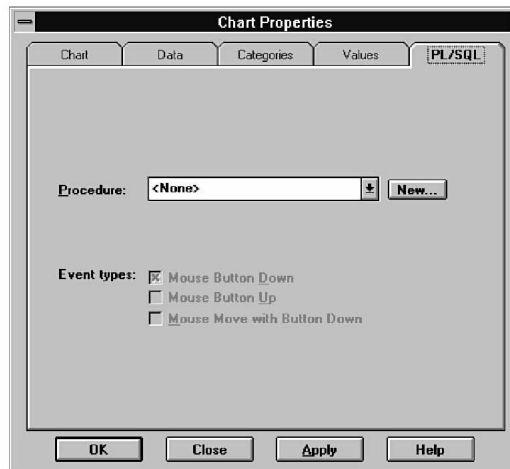 Chart Properties
Chart Data Categories Values PL/SQL
Procedure: <None> New...
Event types: Mouse Button Down
Mouse Button Up
Mouse Move with Button Down
OK Close Apply Help